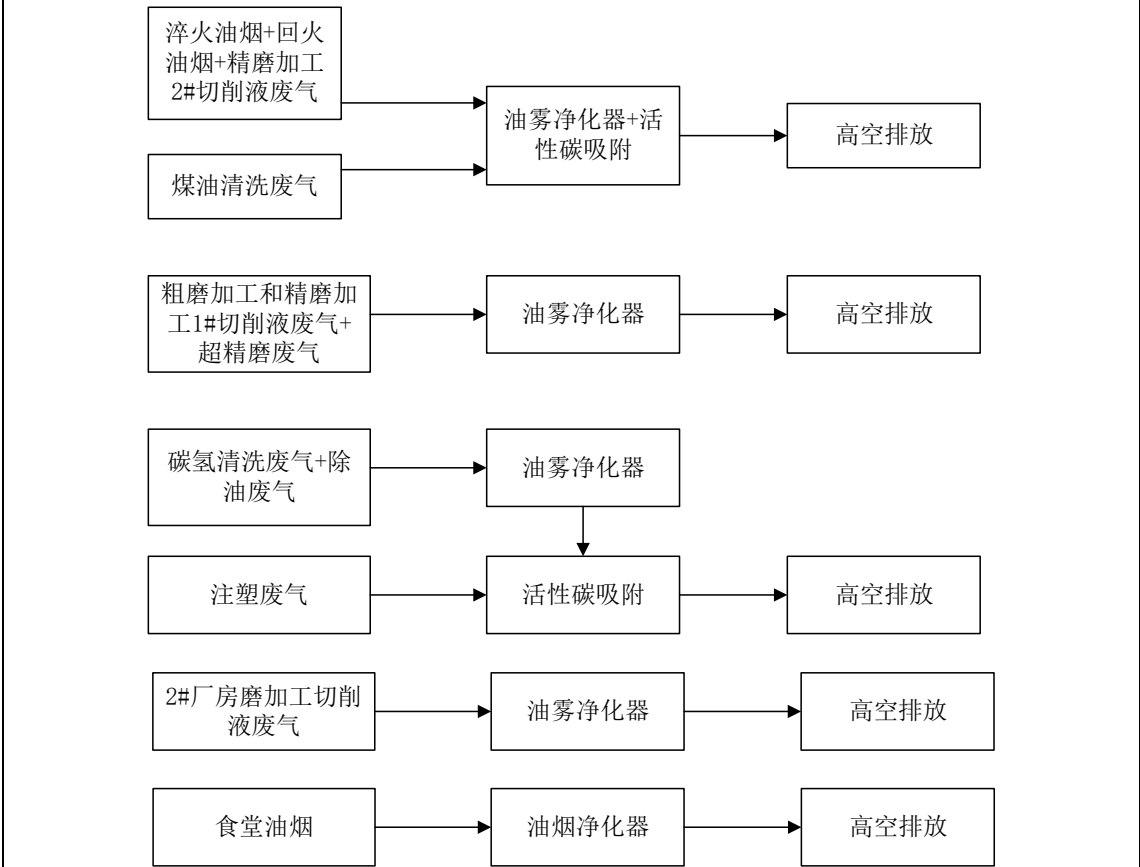 淬火油烟+回火
油烟+精磨加工
2#切削液废气
油雾净化器+活
性碳吸附
高空排放
煤油清洗废气
粗磨加工和精磨加
工1#切削液废气+
超精磨废气
油雾净化器
高空排放
碳氢清洗废气+除
油废气
油雾净化器
注塑废气
活性碳吸附
高空排放
2#厂房磨加工切削
液废气
油雾净化器
高空排放
食堂油烟
油烟净化器
高空排放